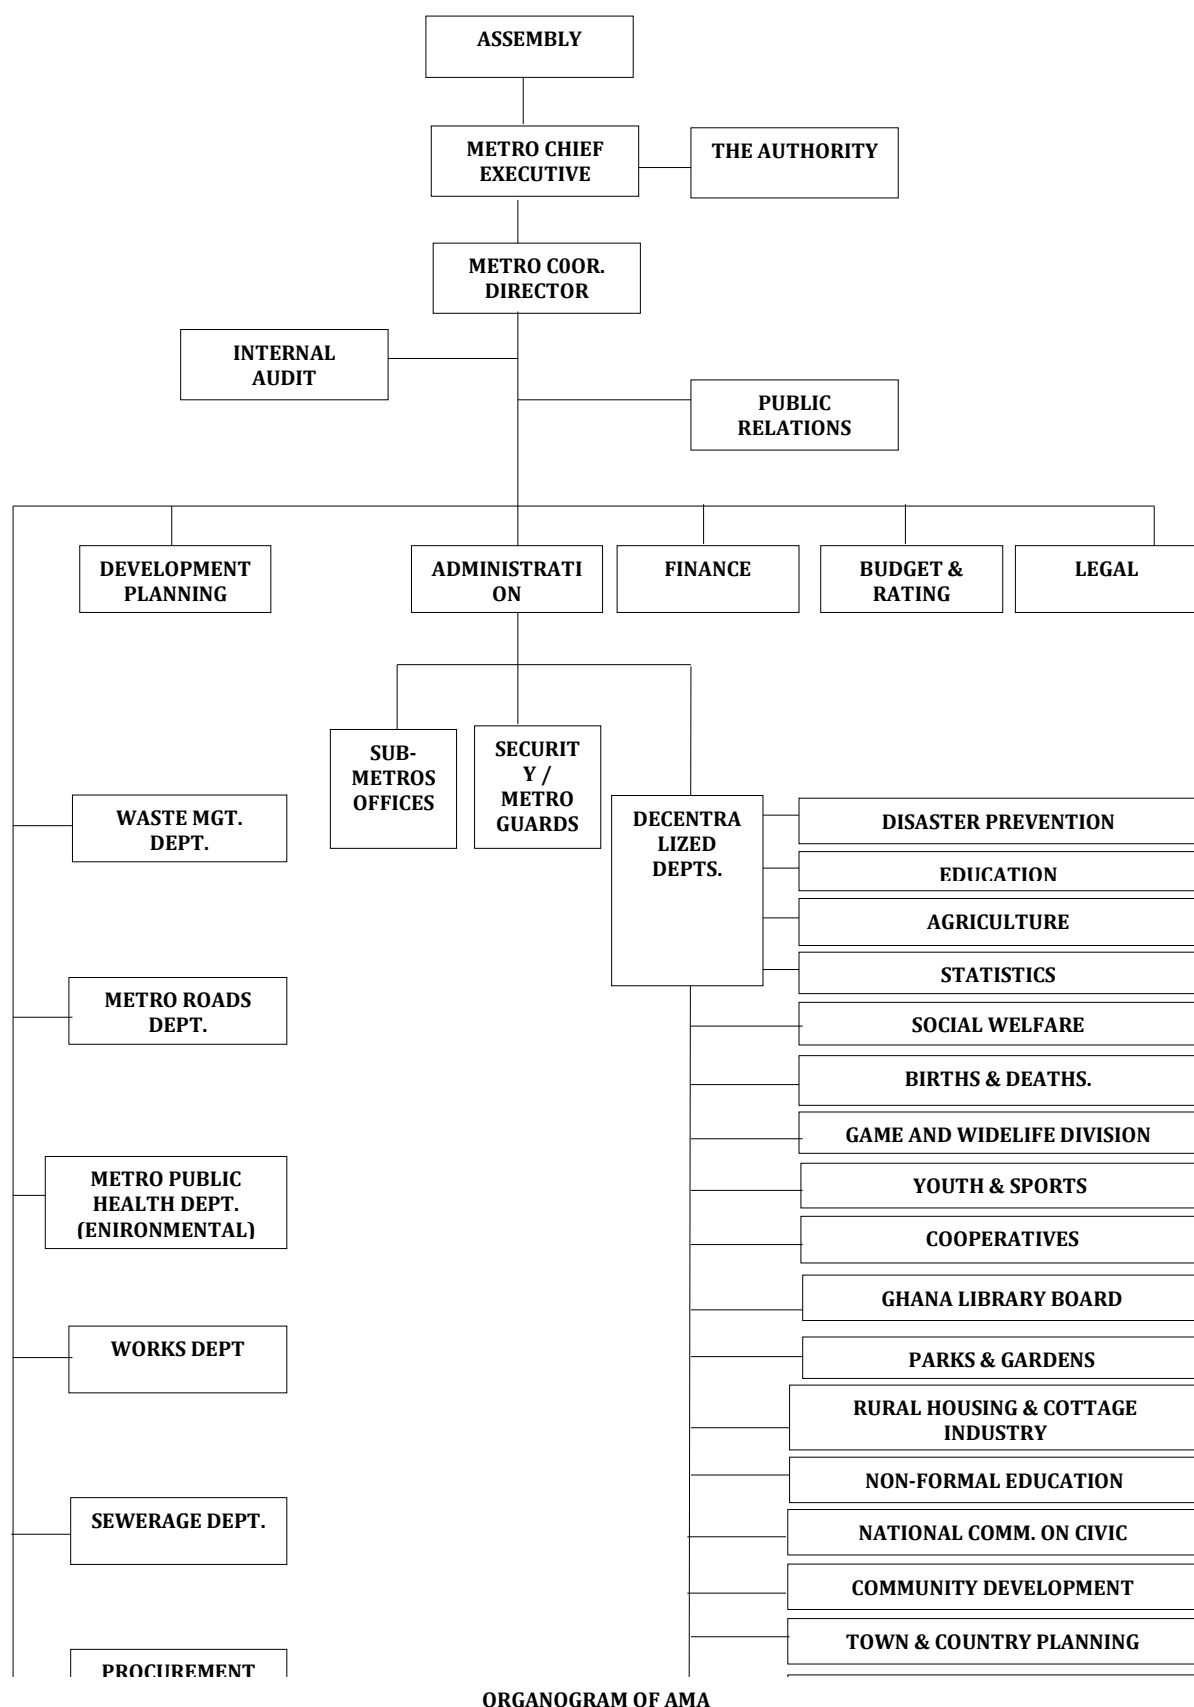 ASSEMBLY
METRO CHIEF
EXECUTIVE
THE AUTHORITY
METRO C0OR.
DIRECTOR
INTERNAL
AUDIT
PUBLIC
RELATIONS
DEVELOPMENT
PLANNING
ADMINISTRATI
ON
FINANCE
BUDGET &
RATING
LEGAL
SUB-
METROS
OFFICES
SECURIT
Y /
METRO
GUARDS
DECENTRA
LIZED
DEPTS.
WASTE MGT.
DEPT.
METRO ROADS
DEPT.
METRO PUBLIC
HEALTH DEPT.
(ENIRONMENTAL)
WORKS DEPT
SEWERAGE DEPT.
PROCUREMENT
DISASTER PREVENTION
EDUCATION
AGRICULTURE
STATISTICS
SOCIAL WELFARE
BIRTHS & DEATHS.
GAME AND WIDELIFE DIVISION
YOUTH & SPORTS
COOPERATIVES
GHANA LIBRARY BOARD
PARKS & GARDENS
RURAL HOUSING & COTTAGE
INDUSTRY
NON-FORMAL EDUCATION
NATIONAL COMM. ON CIVIC
COMMUNITY DEVELOPMENT
TOWN & COUNTRY PLANNING
ORGANOGRAM OF AMA